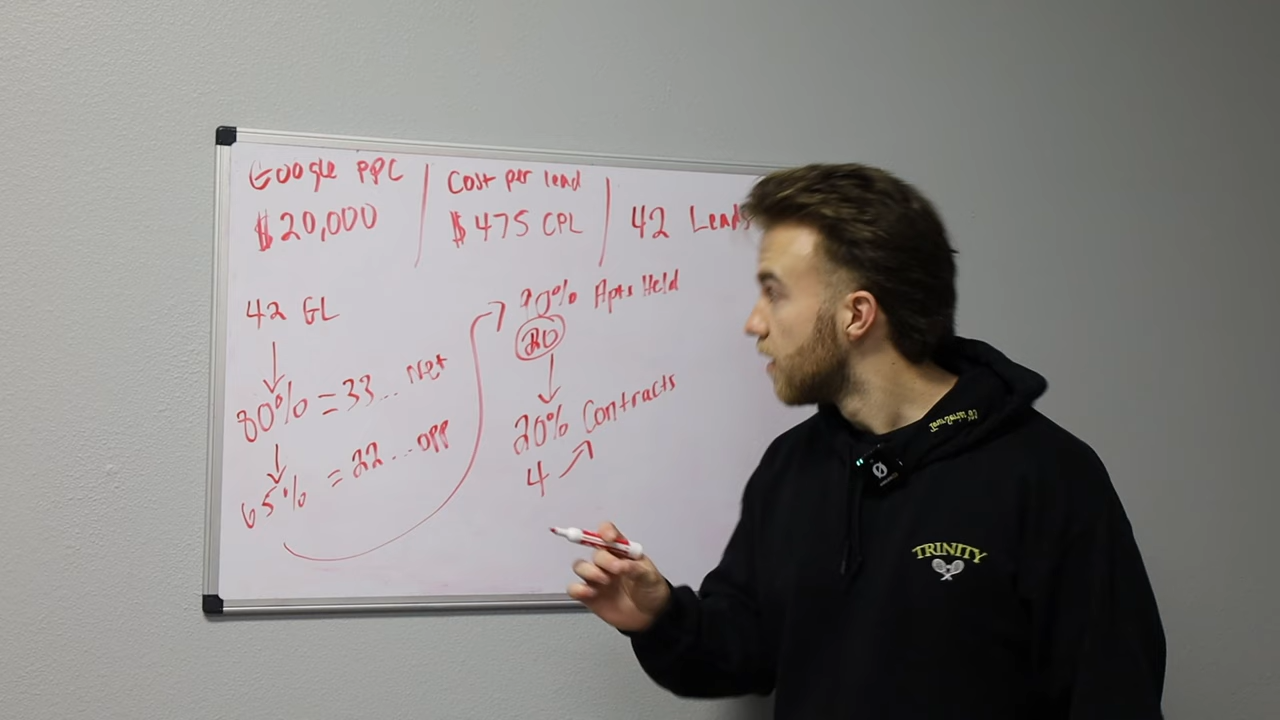 Google PPC
$20,000
Cost per lead
$475 CPL
42 Leads
42 GL
80% = 33... Net
65% = 22... OPP
90% Apts Held
20
20% Contracts
4
TRINITY